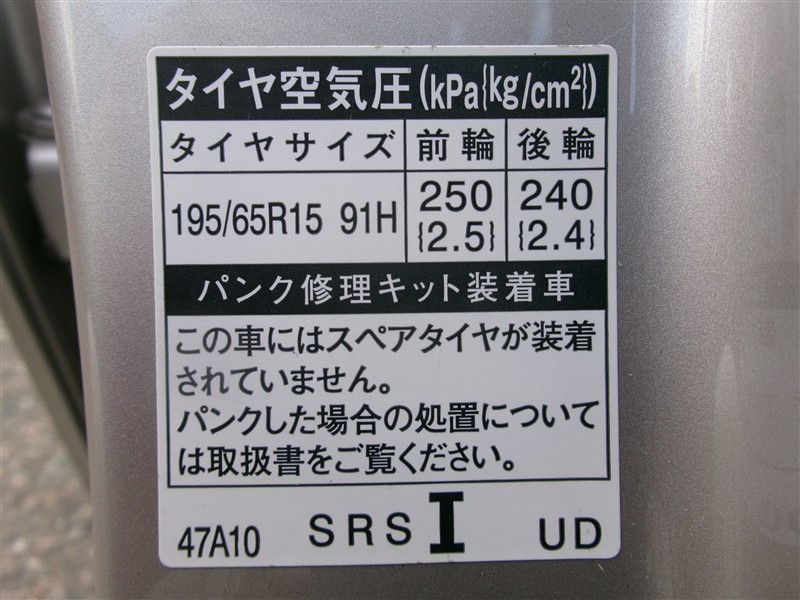 タイヤ空気圧(kPa{kg/cm²})
タイヤサイズ 前輪 後輪
195/65R15 91H 250 240
{2.5} {2.4}
パンク修理キット装着車
この車にはスペアタイヤが装着
されていません。
パンクした場合の処置について
は取扱書をご覧ください。
47A10 SRS I UD